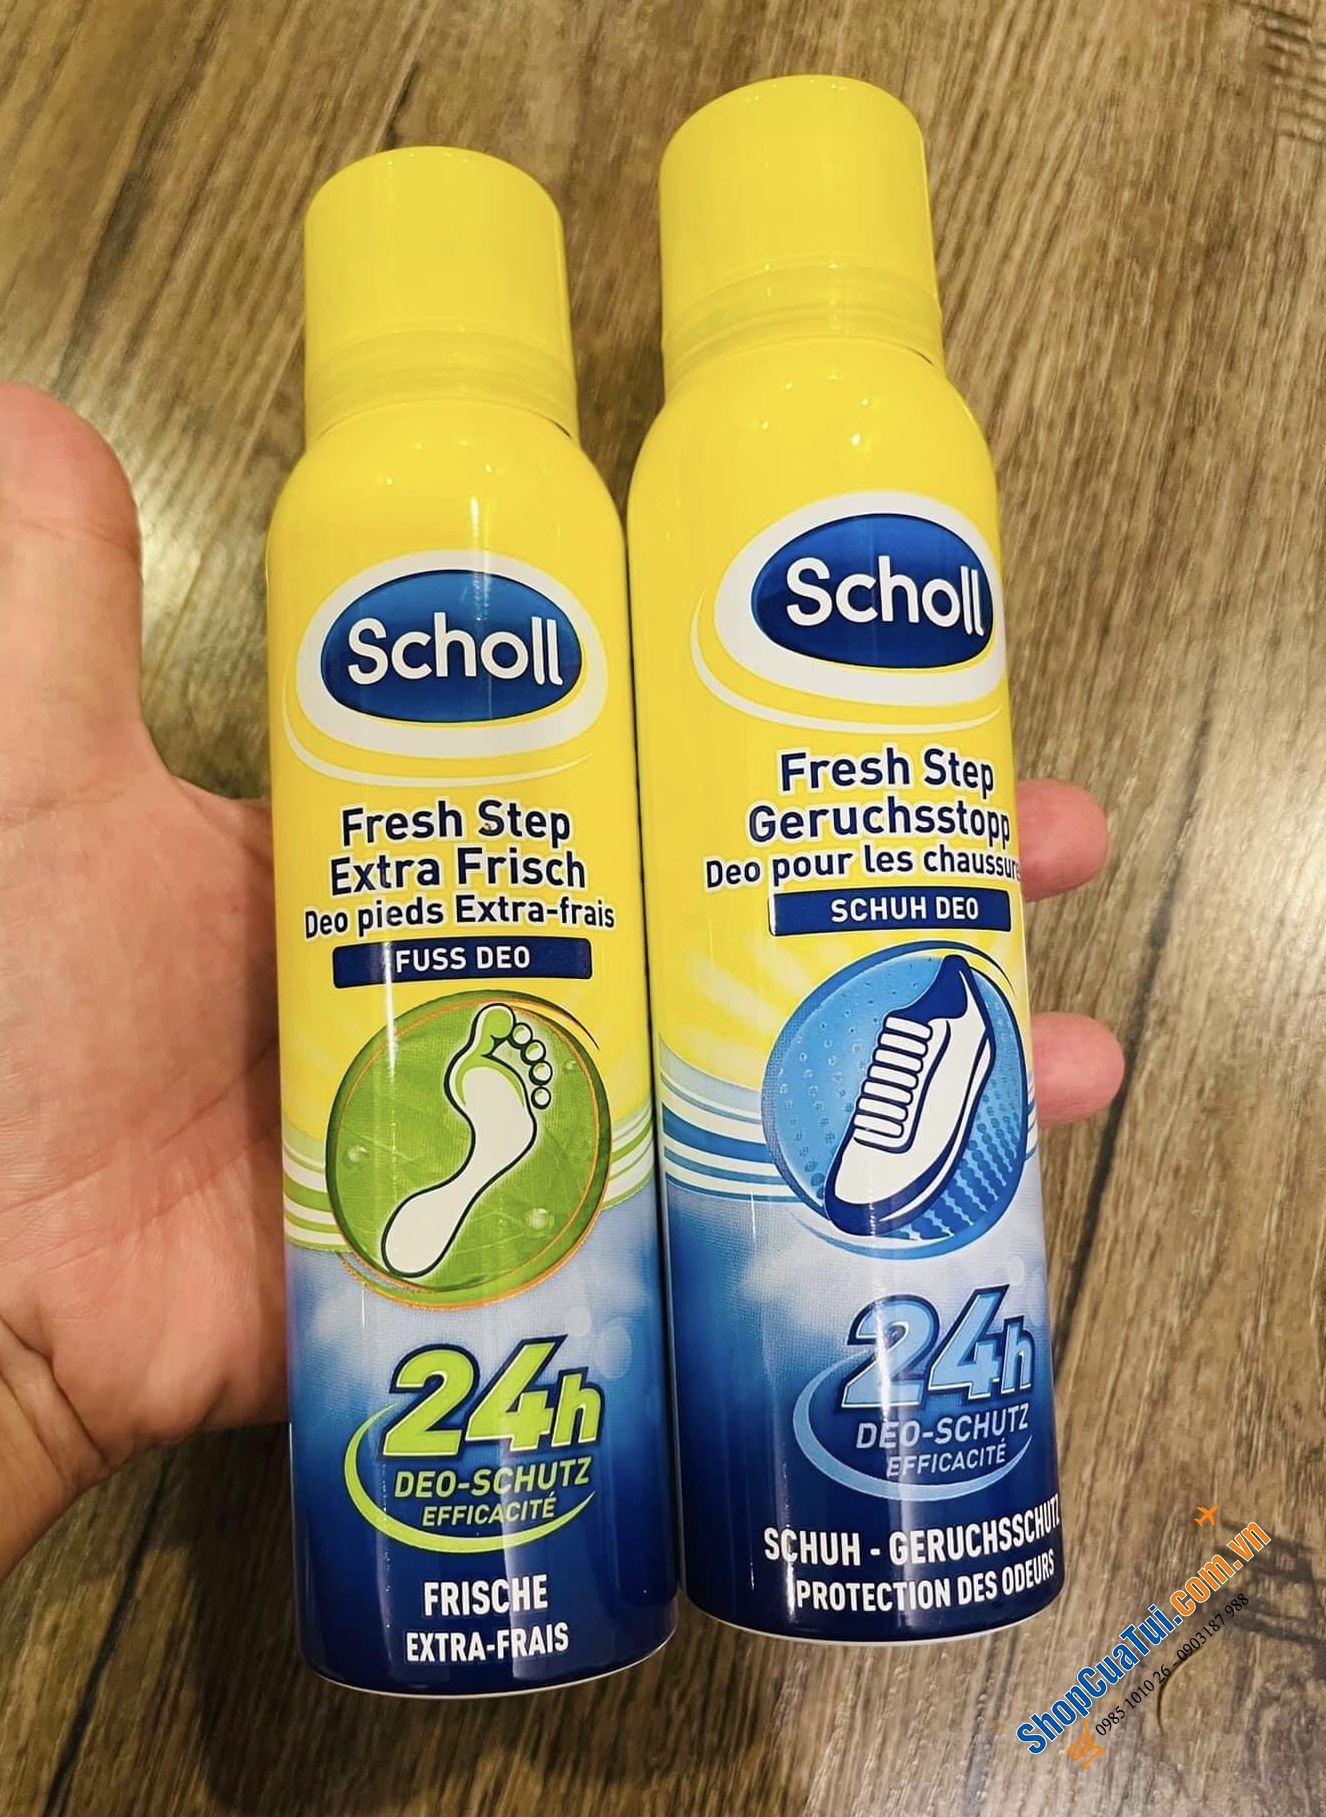 Scholl
Fresh Step
Extra Frisch
Deo pieds Extra-frais
FUSS DEO
24h
DEO-SCHUTZ
EFFICACITÉ
FRISCHE
EXTRA-FRAIS
Scholl
Fresh Step
Geruchsstopp
Deo pour les chaussures
SCHUH DEO
24h
DEO-SCHUTZ
EFFICACITÉ
SCHUH - GERUCHSSCHUTZ
PROTECTION DES ODEURS
ShopCuaTui.com.vn
0985 1010 26 - 0903187 988